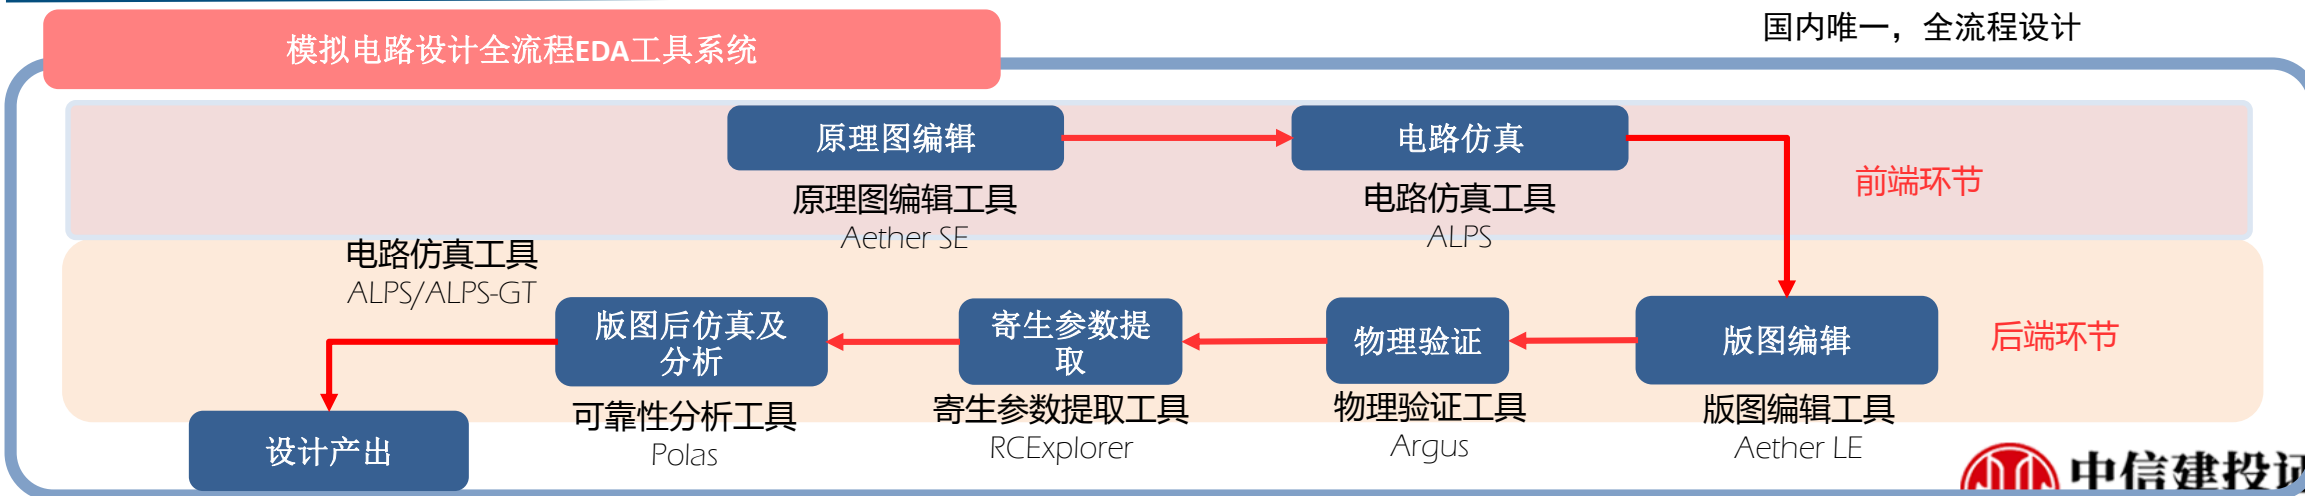 国内唯一，全流程设计
模拟电路设计全流程EDA工具系统
原理图编辑
电路仿真
原理图编辑工具
Aether SE
电路仿真工具
ALPS
前端环节
电路仿真工具
ALPS/ALPS-GT
版图后仿真及
分析
寄生参数提
取
物理验证
版图编辑
后端环节
可靠性分析工具
Polas
寄生参数提取工具
RCExplorer
物理验证工具
Argus
版图编辑工具
Aether LE
设计产出
中信建投证